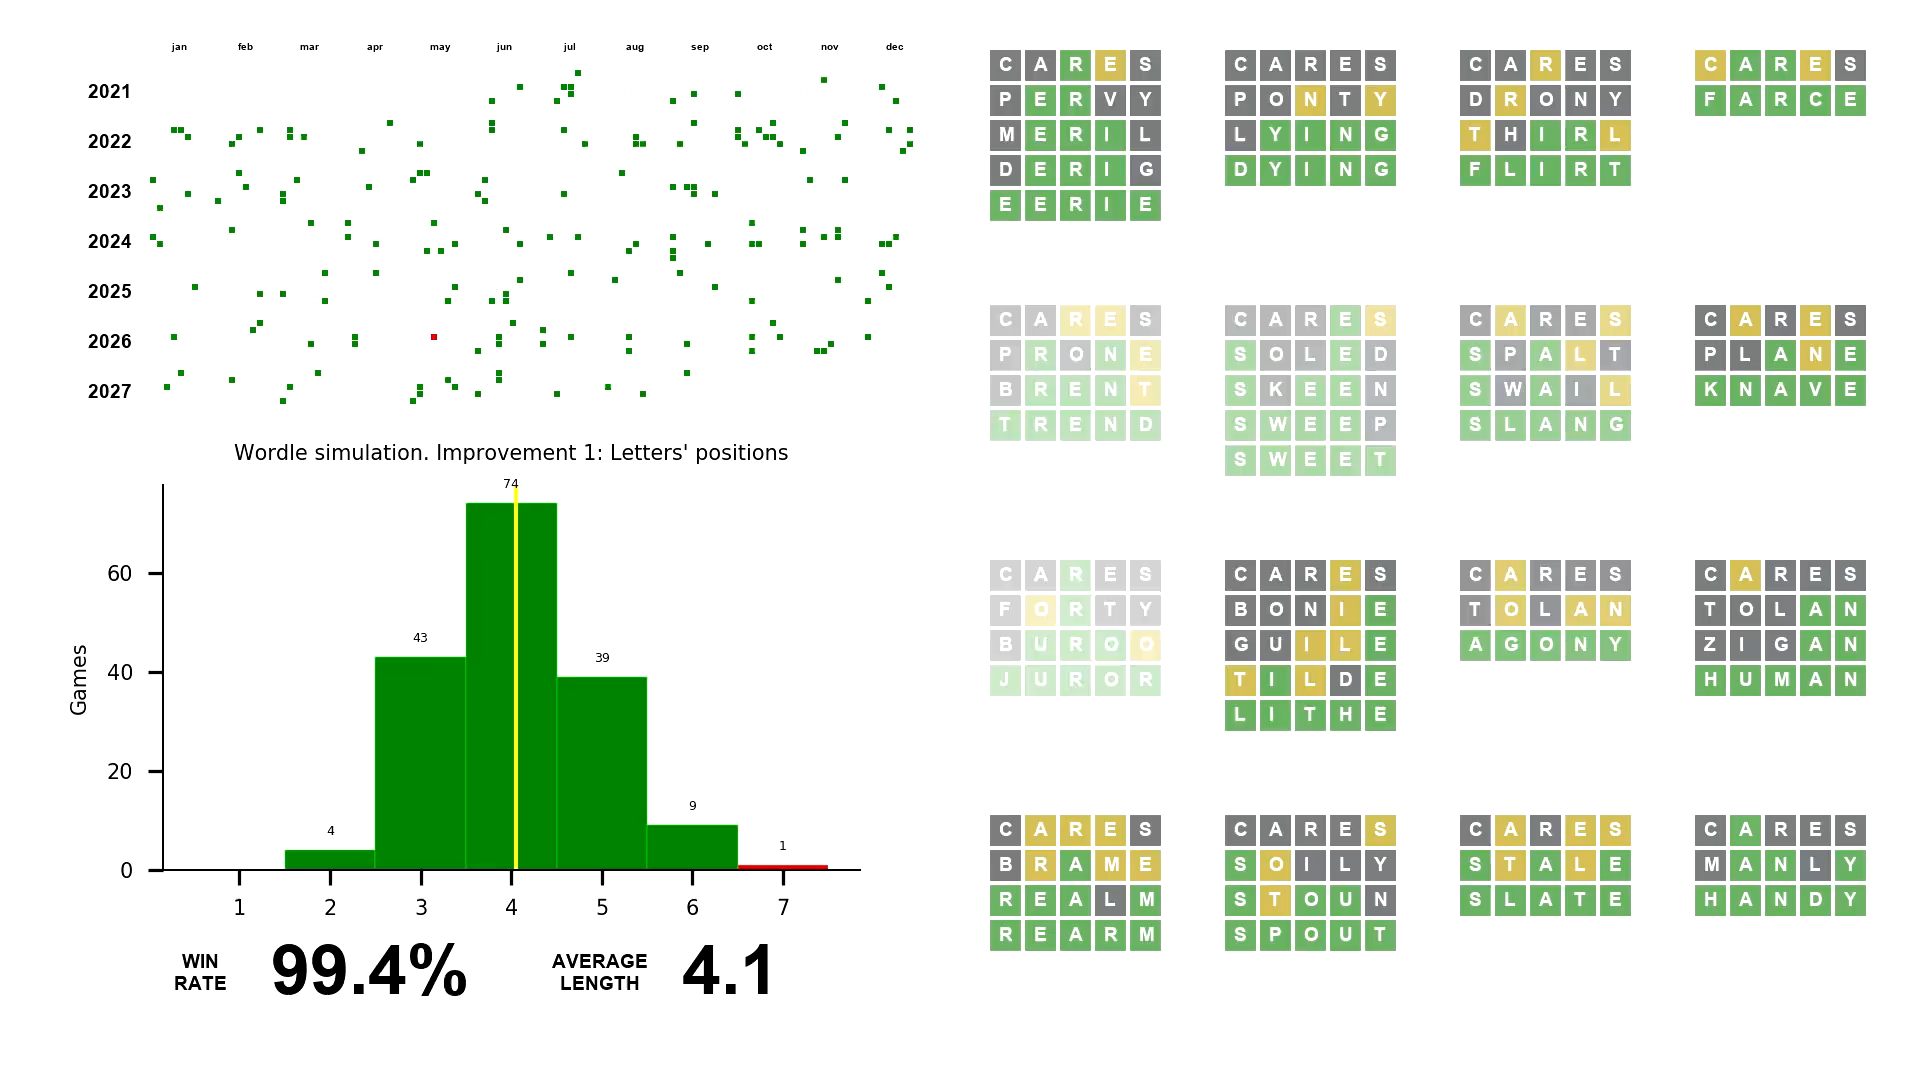 jan feb mar apr may jun jul aug sep oct nov dec
2021
2022
2023
2024
2025
2026
2027
Wordle simulation. Improvement 1: Letters' positions
74
43
39
9
4
1
Games
60
40
20
0
1 2 3 4 5 6 7
WIN RATE
99.4%
AVERAGE LENGTH
4.1
CARES
PERVY
MERIL
DERIG
EERIE
CARES
PONTY
LYING
DYING
CARES
DRONY
THIRL
FLIRT
CARES
FARCE
CARES
PRONE
BRENT
TREND
CARES
SOLED
SKEEN
SWEEP
SWEET
CARES
SPALT
SWAIL
SLANG
CARES
PLANE
KNAVE
CARES
FORTY
BUROO
JUROR
CARES
BONIE
GUILE
TILDE
LITHE
CARES
TOLAN
AGONY
CARES
TOLAN
ZIGAN
HUMAN
CARES
BRAME
REALM
REARM
CARES
SOILY
STOUN
SPOUT
CARES
STALE
SLATE
CARES
MANLY
HANDY